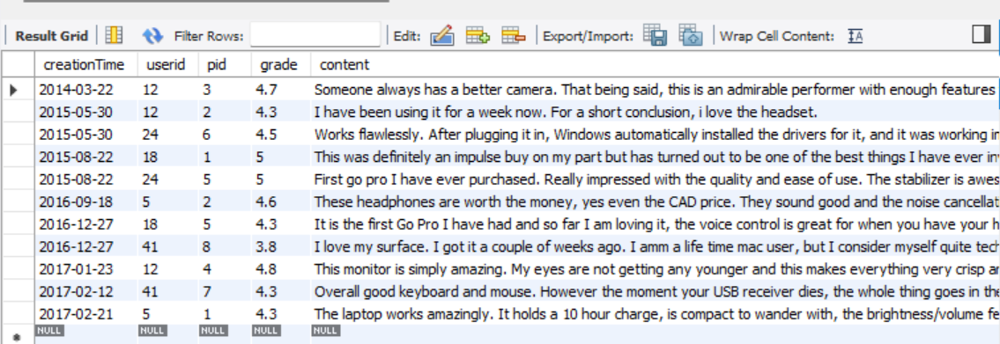 Result Grid Filter Rows: Edit: Export/Import: Wrap Cell Content: IA
creationTime userid pid grade content
2014-03-22 12 3 4.7 Someone always has a better camera. That being said, this is an admirable performer with enough features
2015-05-30 12 2 4.3 I have been using it for a week now. For a short conclusion, i love the headset.
2015-05-30 24 6 4.5 Works flawlessly. After plugging it in, Windows automatically installed the drivers for it, and it was working in
2015-08-22 18 1 5 This was definitely an impulse buy on my part but has turned out to be one of the best things I have ever in
2015-08-22 24 5 5 First go pro I have ever purchased. Really impressed with the quality and ease of use. The stabilizer is awes
2016-09-18 5 2 4.6 These headphones are worth the money, yes even the CAD price. They sound good and the noise cancellat
2016-12-27 18 5 4.3 It is the first Go Pro I have had and so far I am loving it, the voice control is great for when you have your h
2016-12-27 41 8 3.8 I love my surface. I got it a couple of weeks ago. I amm a life time mac user, but I consider myself quite tech
2017-01-23 12 4 4.8 This monitor is simply amazing. My eyes are not getting any younger and this makes everything very crisp ar
2017-02-12 41 7 4.3 Overall good keyboard and mouse. However the moment your USB receiver dies, the whole thing goes in the
2017-02-21 5 1 4.3 The laptop works amazingly. It holds a 10 hour charge, is compact to wander with, the brightness/volume fe
NULL NULL NULL NULL NULL